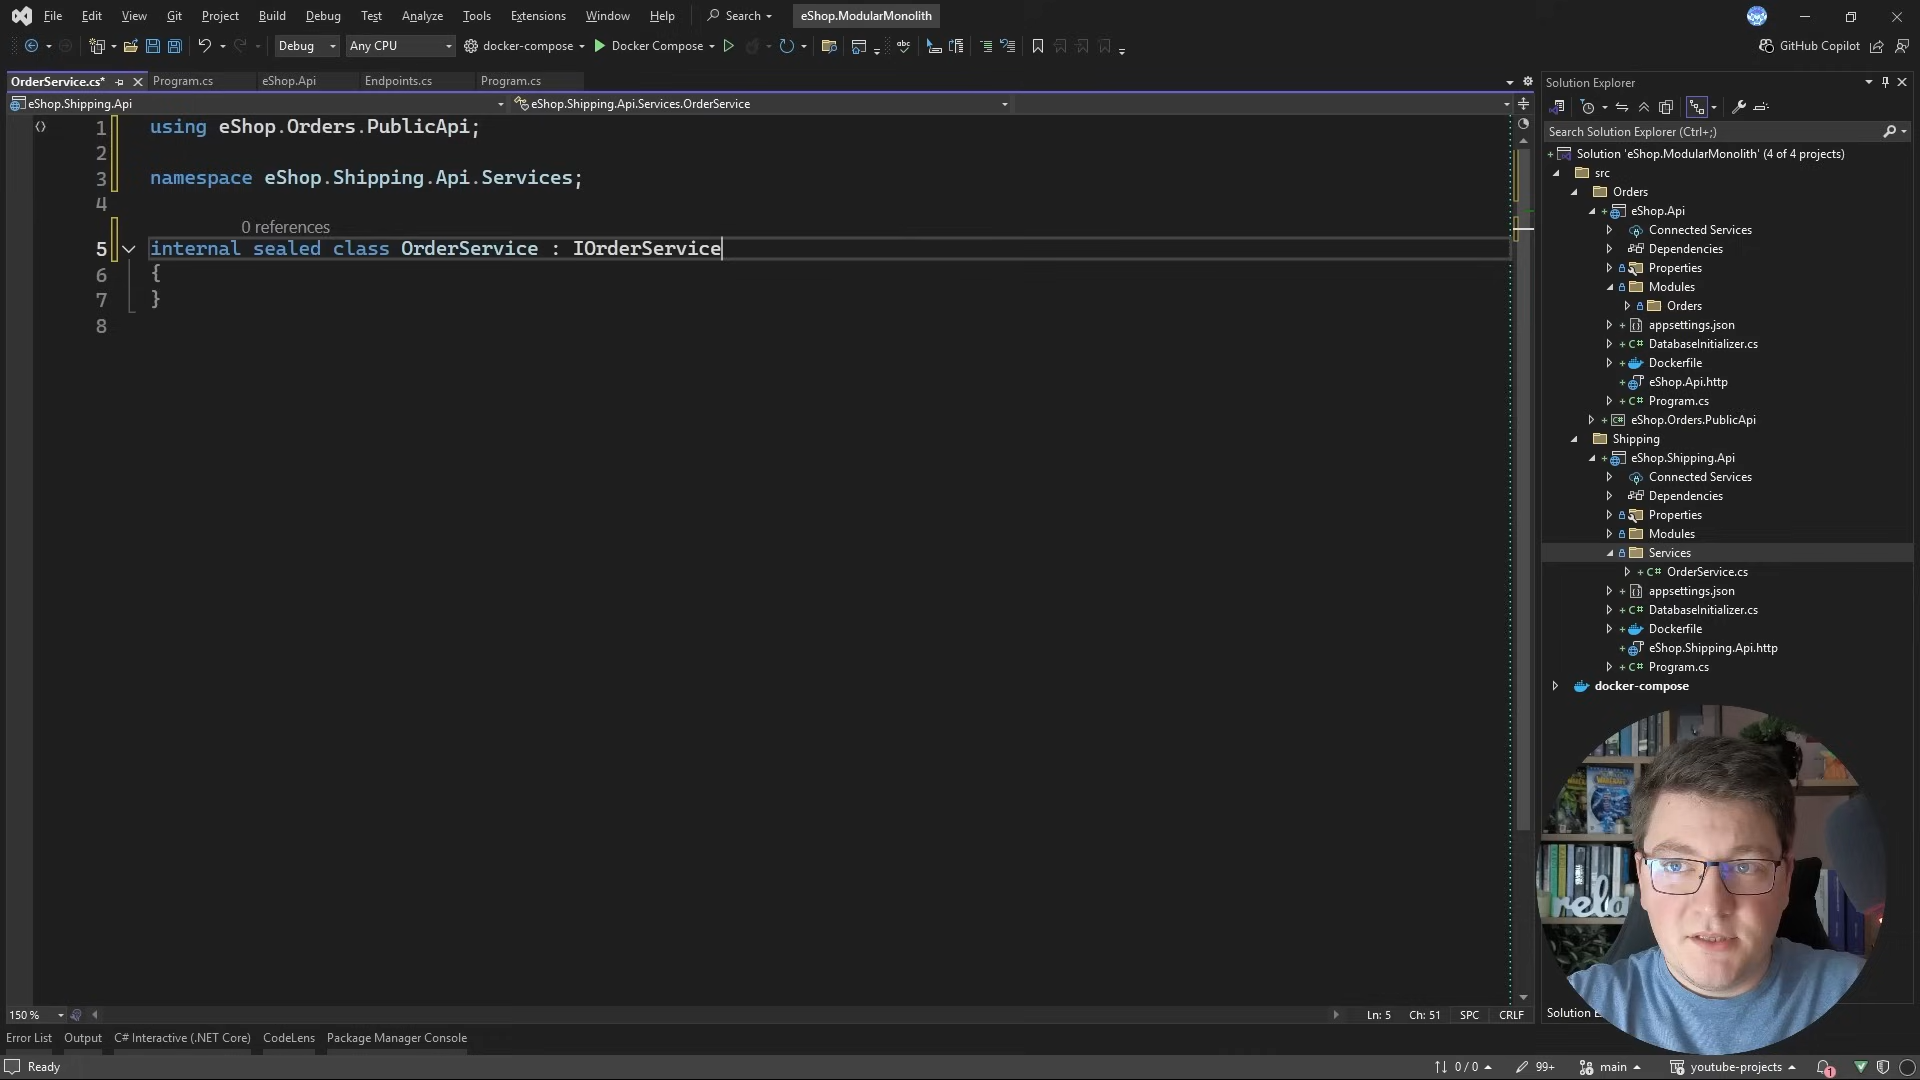 File Edit View Git Project Build Debug Test Analyze Tools Extensions Window Help Search eShop.ModularMonolith
Debug Any CPU docker-compose Docker Compose GitHub Copilot
OrderService.cs* Program.cs eShop.Api Endpoints.cs Program.cs
eShop.Shipping.Api eShop.Shipping.Api.Services.OrderService
1 using eShop.Orders.PublicApi;
2
3 namespace eShop.Shipping.Api.Services;
4
0 references
5 internal sealed class OrderService : IOrderService
6 {
7 }
8
150 % Ln: 5 Ch: 51 SPC CRLF
Solution Explorer
Search Solution Explorer (Ctrl+;)
Solution 'eShop.ModularMonolith' (4 of 4 projects)
src
Orders
eShop.Api
Connected Services
Dependencies
Properties
Modules
Orders
appsettings.json
DatabaseInitializer.cs
Dockerfile
eShop.Api.http
Program.cs
eShop.Orders.PublicApi
Shipping
eShop.Shipping.Api
Connected Services
Dependencies
Properties
Modules
Services
OrderService.cs
appsettings.json
DatabaseInitializer.cs
Dockerfile
eShop.Shipping.Api.http
Program.cs
docker-compose
Error List Output C# Interactive (.NET Core) CodeLens Package Manager Console
Ready 0 / 0 99+ main youtube-projects 1